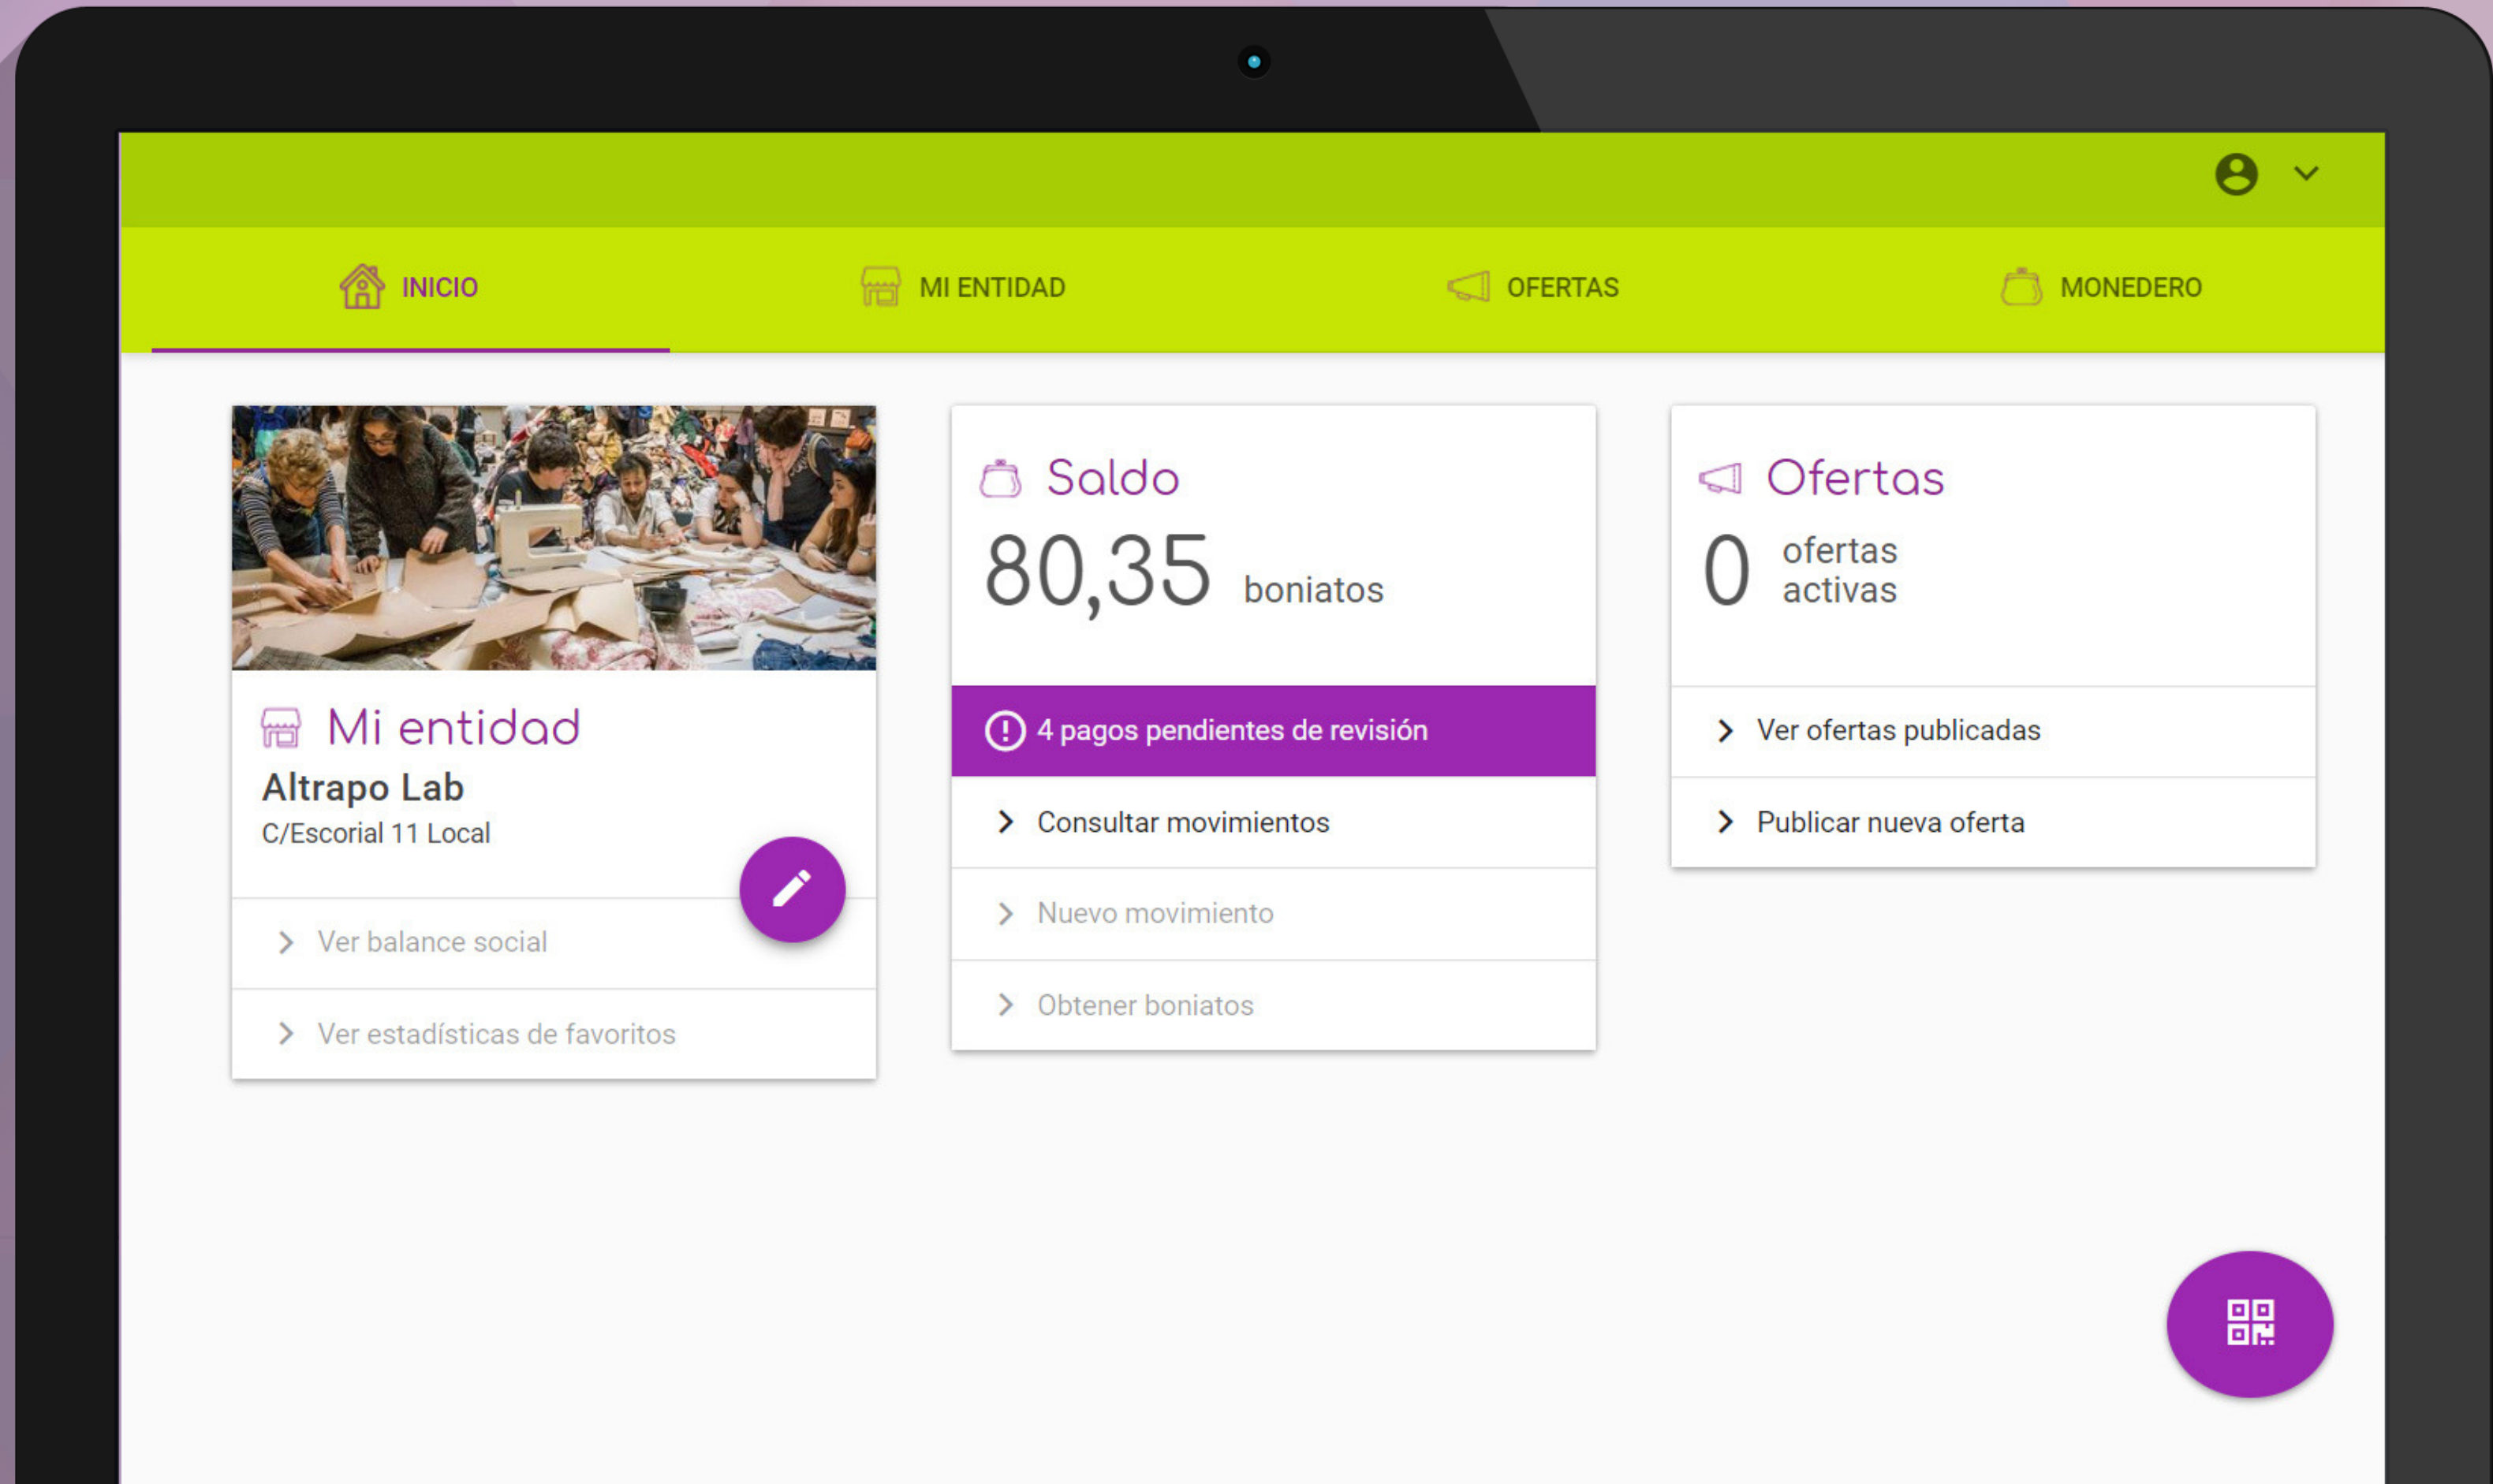 INICIO
MI ENTIDAD
OFERTAS
MONEDERO
Mi entidad
Altrapo Lab
C/Escorial 11 Local
Ver balance social
Ver estadísticas de favoritos
Saldo
80,35 boniatos
4 pagos pendientes de revisión
Consultar movimientos
Nuevo movimiento
Obtener boniatos
Ofertas
0 ofertas
activas
Ver ofertas publicadas
Publicar nueva oferta